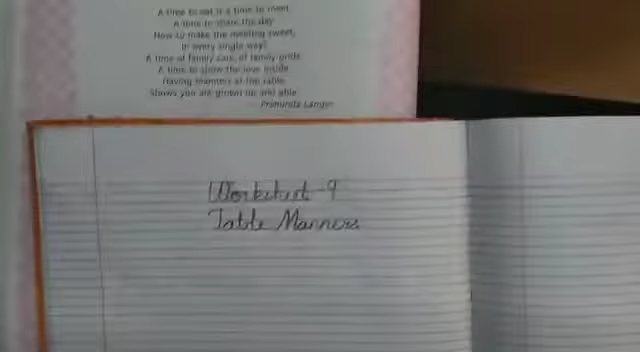 A time to eat is a time to meet
A time to share the day
How to make the meeting sweet,
in every single way!
A time of family care, of family pride
A time to show the love inside
Having manners at the table
Shows you are grown up and able
Worksheet-9
Table Manners